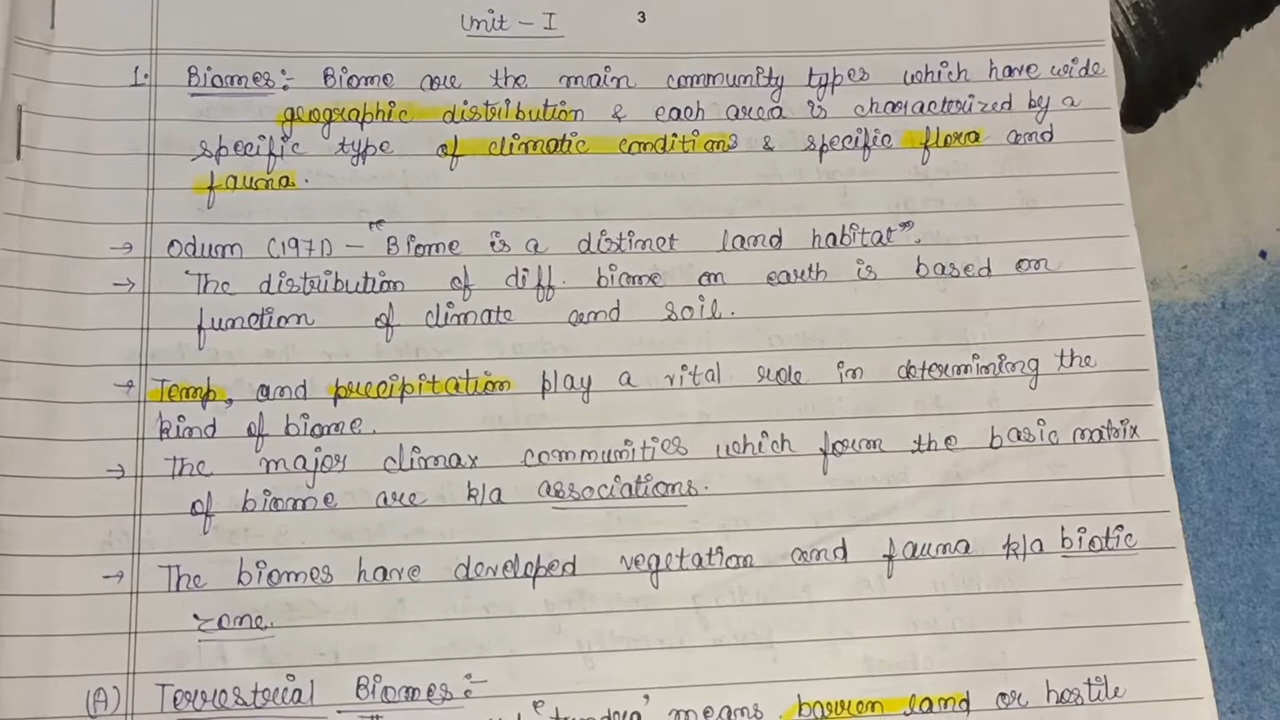 Unit - I 3
1. Biomes:- Biome are the main community types which have wide
geographic distribution & each area is characterized by a
specific type of climatic conditions & specific flora and
fauna.
→ Odum (1971) - "Biome is a distinct land habitat".
→ The distribution of diff. biome on earth is based on
function of climate and soil.
→ Temp, and precipitation play a vital role in determining the
kind of biome.
→ The major climax communities which form the basic matrix
of biome are k/a associations.
→ The biomes have developed vegetation and fauna k/a biotic
zone.
(A) Terrestrial Biomes:-
'tundra' means barren land or hostile